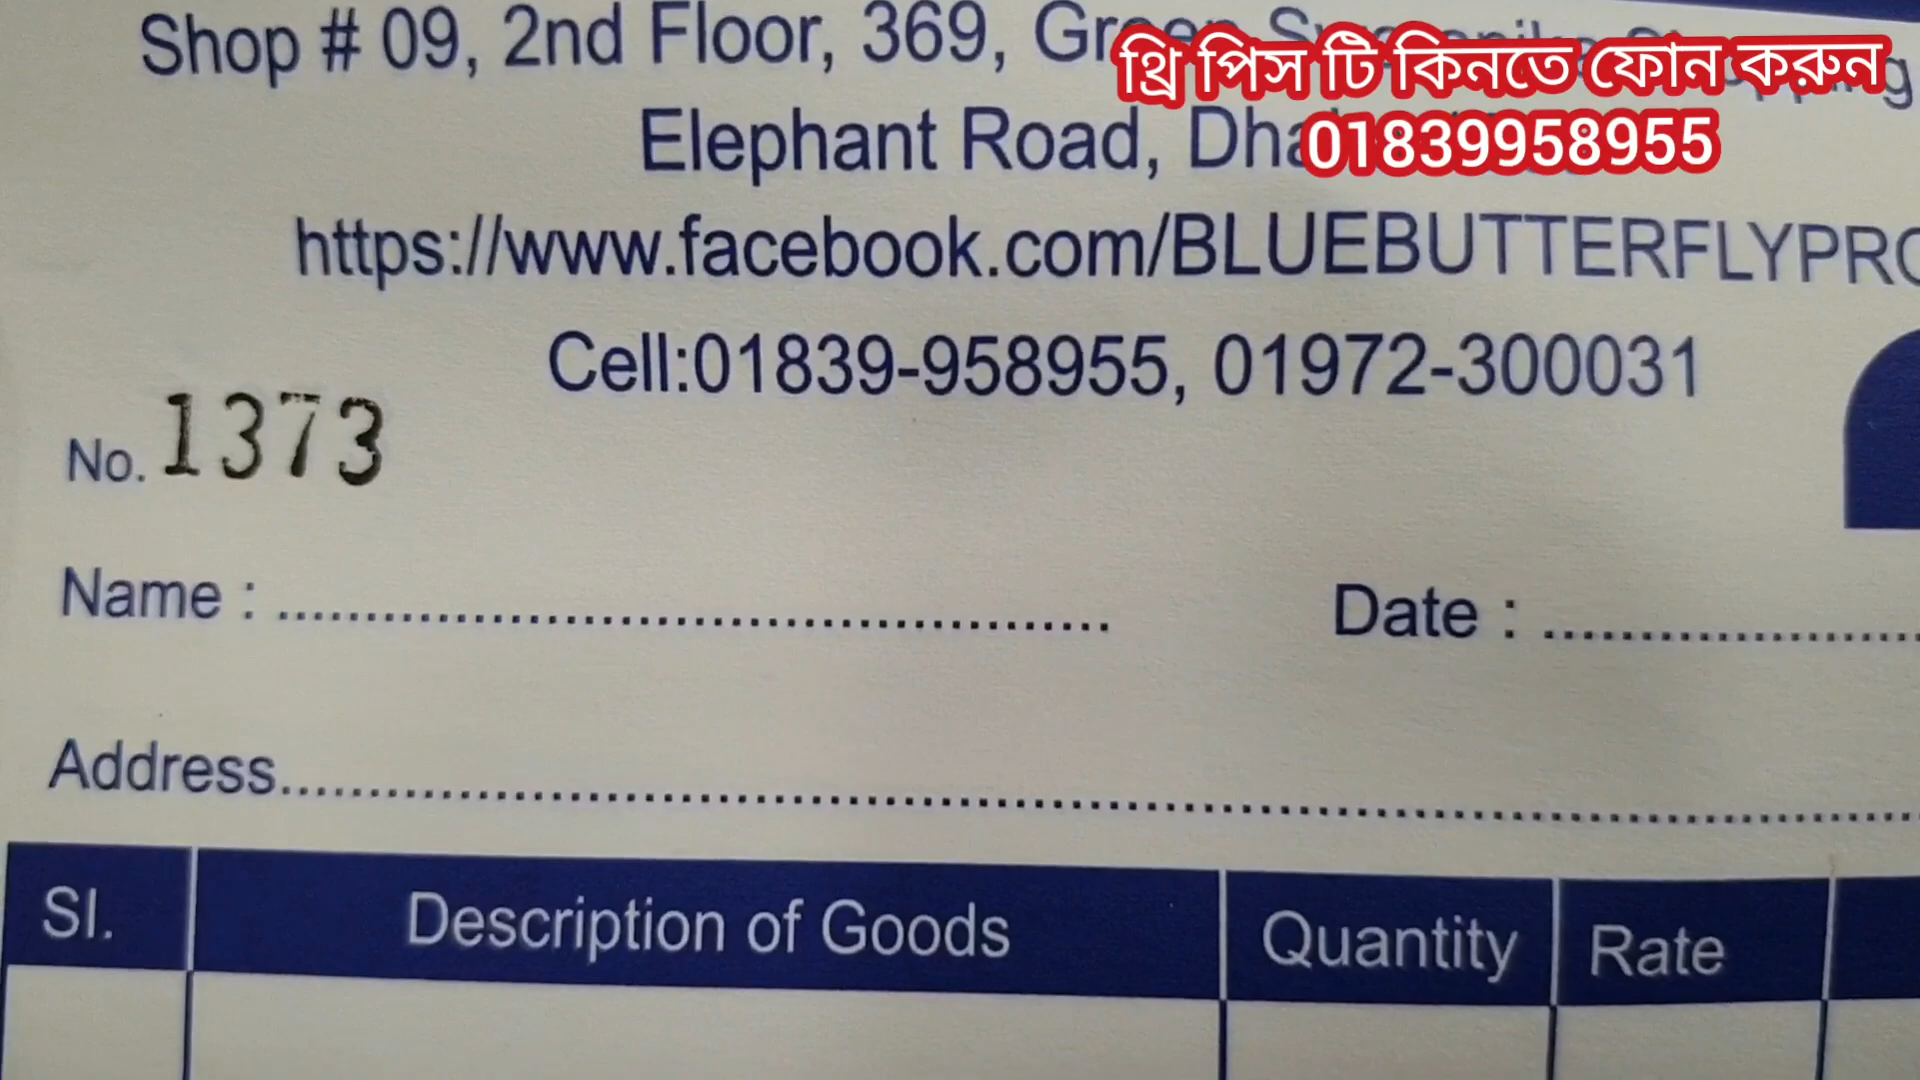 Shop # 09, 2nd Floor, 369,
থ্রি পিস টি কিনতে ফোন করুন
Elephant Road,
01839958955
https://www.facebook.com/BLUEBUTTERFLYPRO
Cell:01839-958955, 01972-300031
No. 1373
Name : ..............................................
Date : .....................
Address..........................................................................................
Sl. Description of Goods Quantity Rate